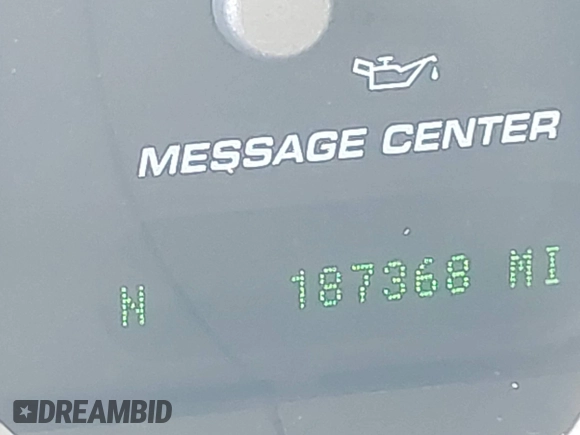 MESSAGE CENTER
N 187368 MI
DREAMBID